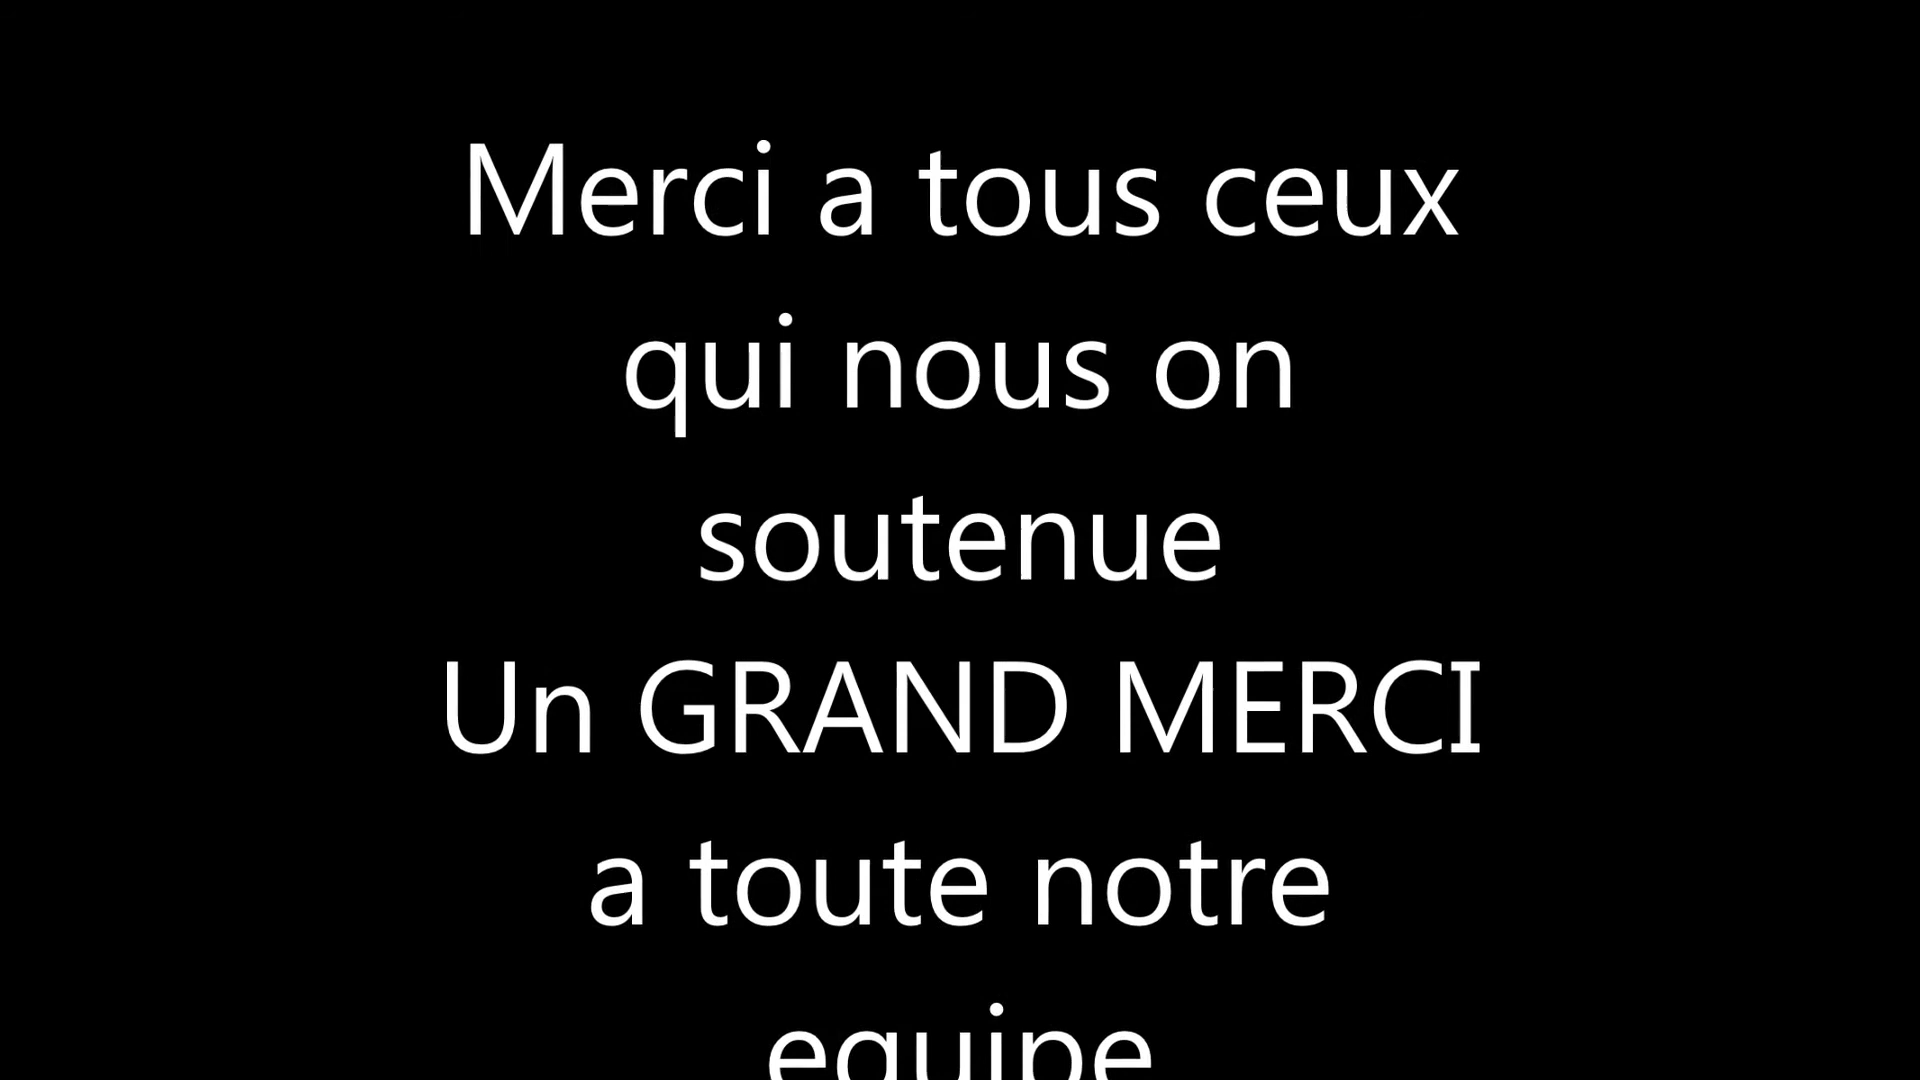 Merci a tous ceux
qui nous on
soutenue
Un GRAND MERCI
a toute notre
equipe